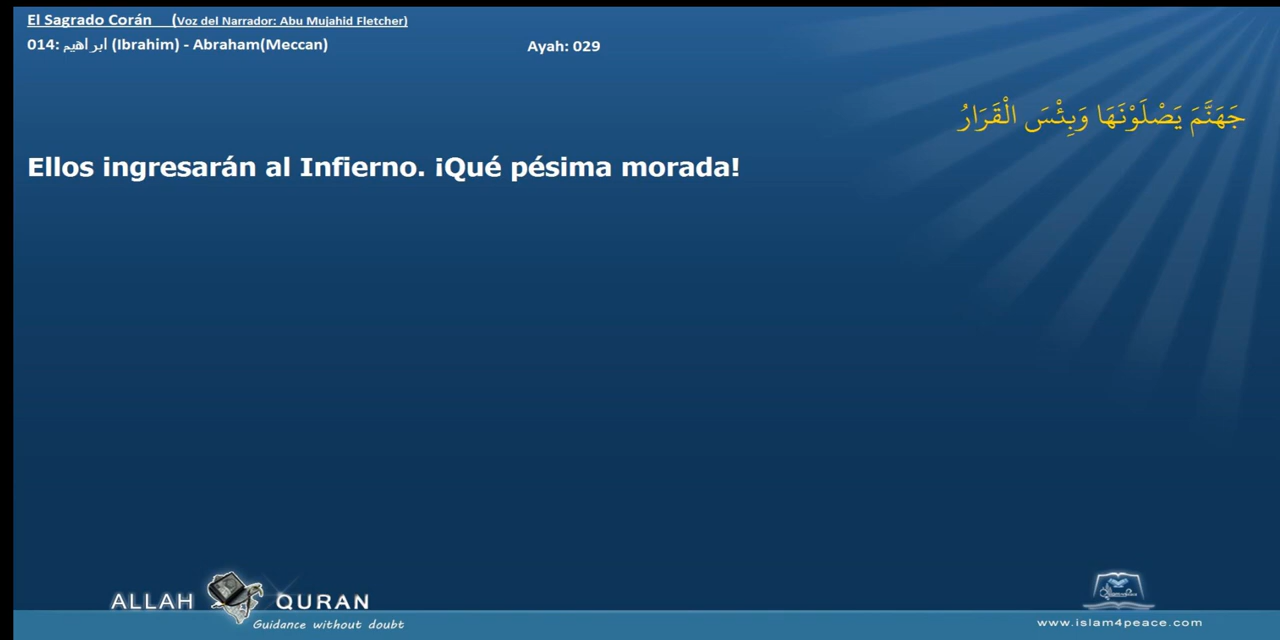 El Sagrado Corán (Voz del Narrador: Abu Mujahid Fletcher)
014: ابراهيم (Ibrahim) - Abraham(Meccan) Ayah: 029
جَهَنَّمَ يَصْلَوْنَهَا وَبِئْسَ الْقَرَارُ
Ellos ingresarán al Infierno. ¡Qué pésima morada!
ALLAH QURAN
Guidance without doubt
www.islam4peace.com